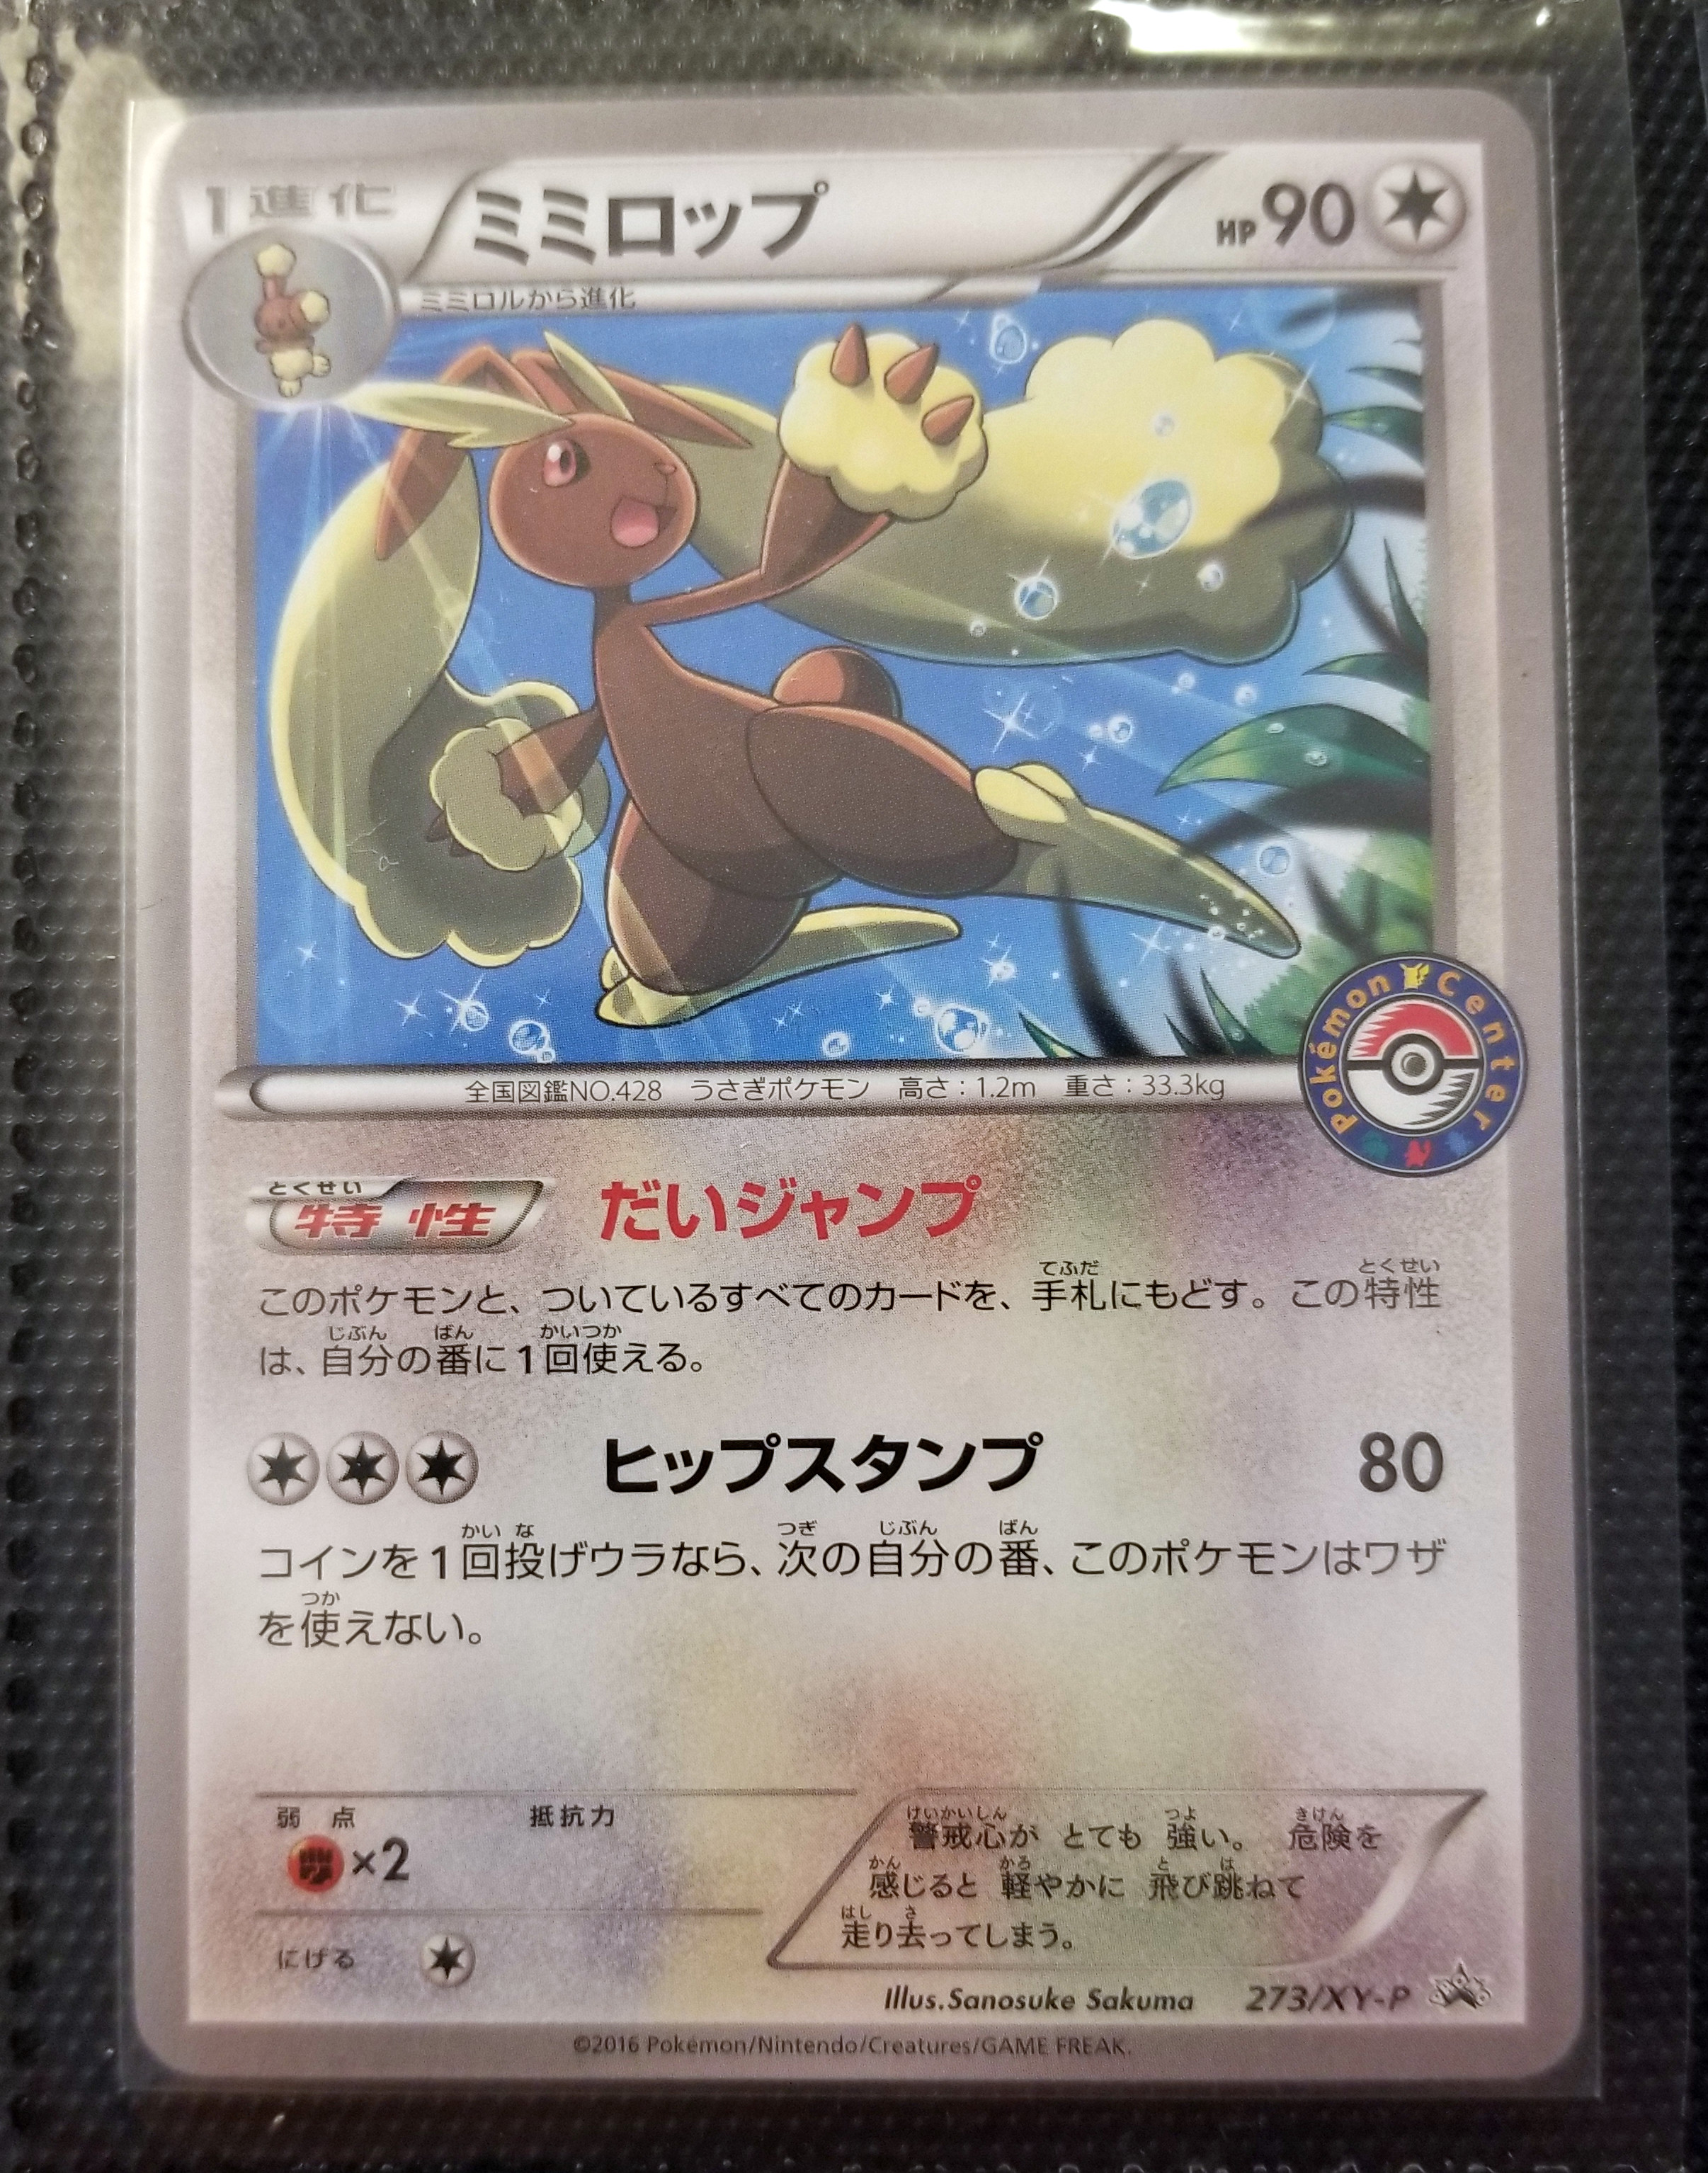 1 進化
ミミロップ
HP 90
ミミロルから進化
Pokémon Center
全国図鑑NO.428 うさぎポケモン 高さ：1.2m 重さ：33.3kg
とくせい
特性 だいジャンプ
てふだ とくせい
このポケモンと、ついているすべてのカードを、手札にもどす。この特性
じぶん ばん かいつか
は、自分の番に1回使える。
ヒップスタンプ 80
かい な つぎ じぶん ばん
コインを1回投げウラなら、次の自分の番、このポケモンはワザ
つか
を使えない。
弱点 抵抗力
×2
にげる
けいかいしん つよ きけん
警戒心が とても 強い。 危険を
かん かろ と は
感じると 軽やかに 飛び跳ねて
はし さ
走り去ってしまう。
Illus.Sanosuke Sakuma 273/XY-P
©2016 Pokémon/Nintendo/Creatures/GAME FREAK.